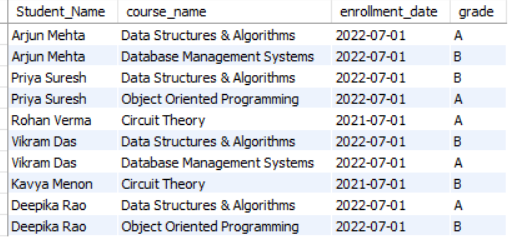 Student_Name course_name enrollment_date grade
Arjun Mehta Data Structures & Algorithms 2022-07-01 A
Arjun Mehta Database Management Systems 2022-07-01 B
Priya Suresh Data Structures & Algorithms 2022-07-01 B
Priya Suresh Object Oriented Programming 2022-07-01 A
Rohan Verma Circuit Theory 2021-07-01 A
Vikram Das Data Structures & Algorithms 2022-07-01 B
Vikram Das Database Management Systems 2022-07-01 A
Kavya Menon Circuit Theory 2021-07-01 B
Deepika Rao Data Structures & Algorithms 2022-07-01 A
Deepika Rao Object Oriented Programming 2022-07-01 B